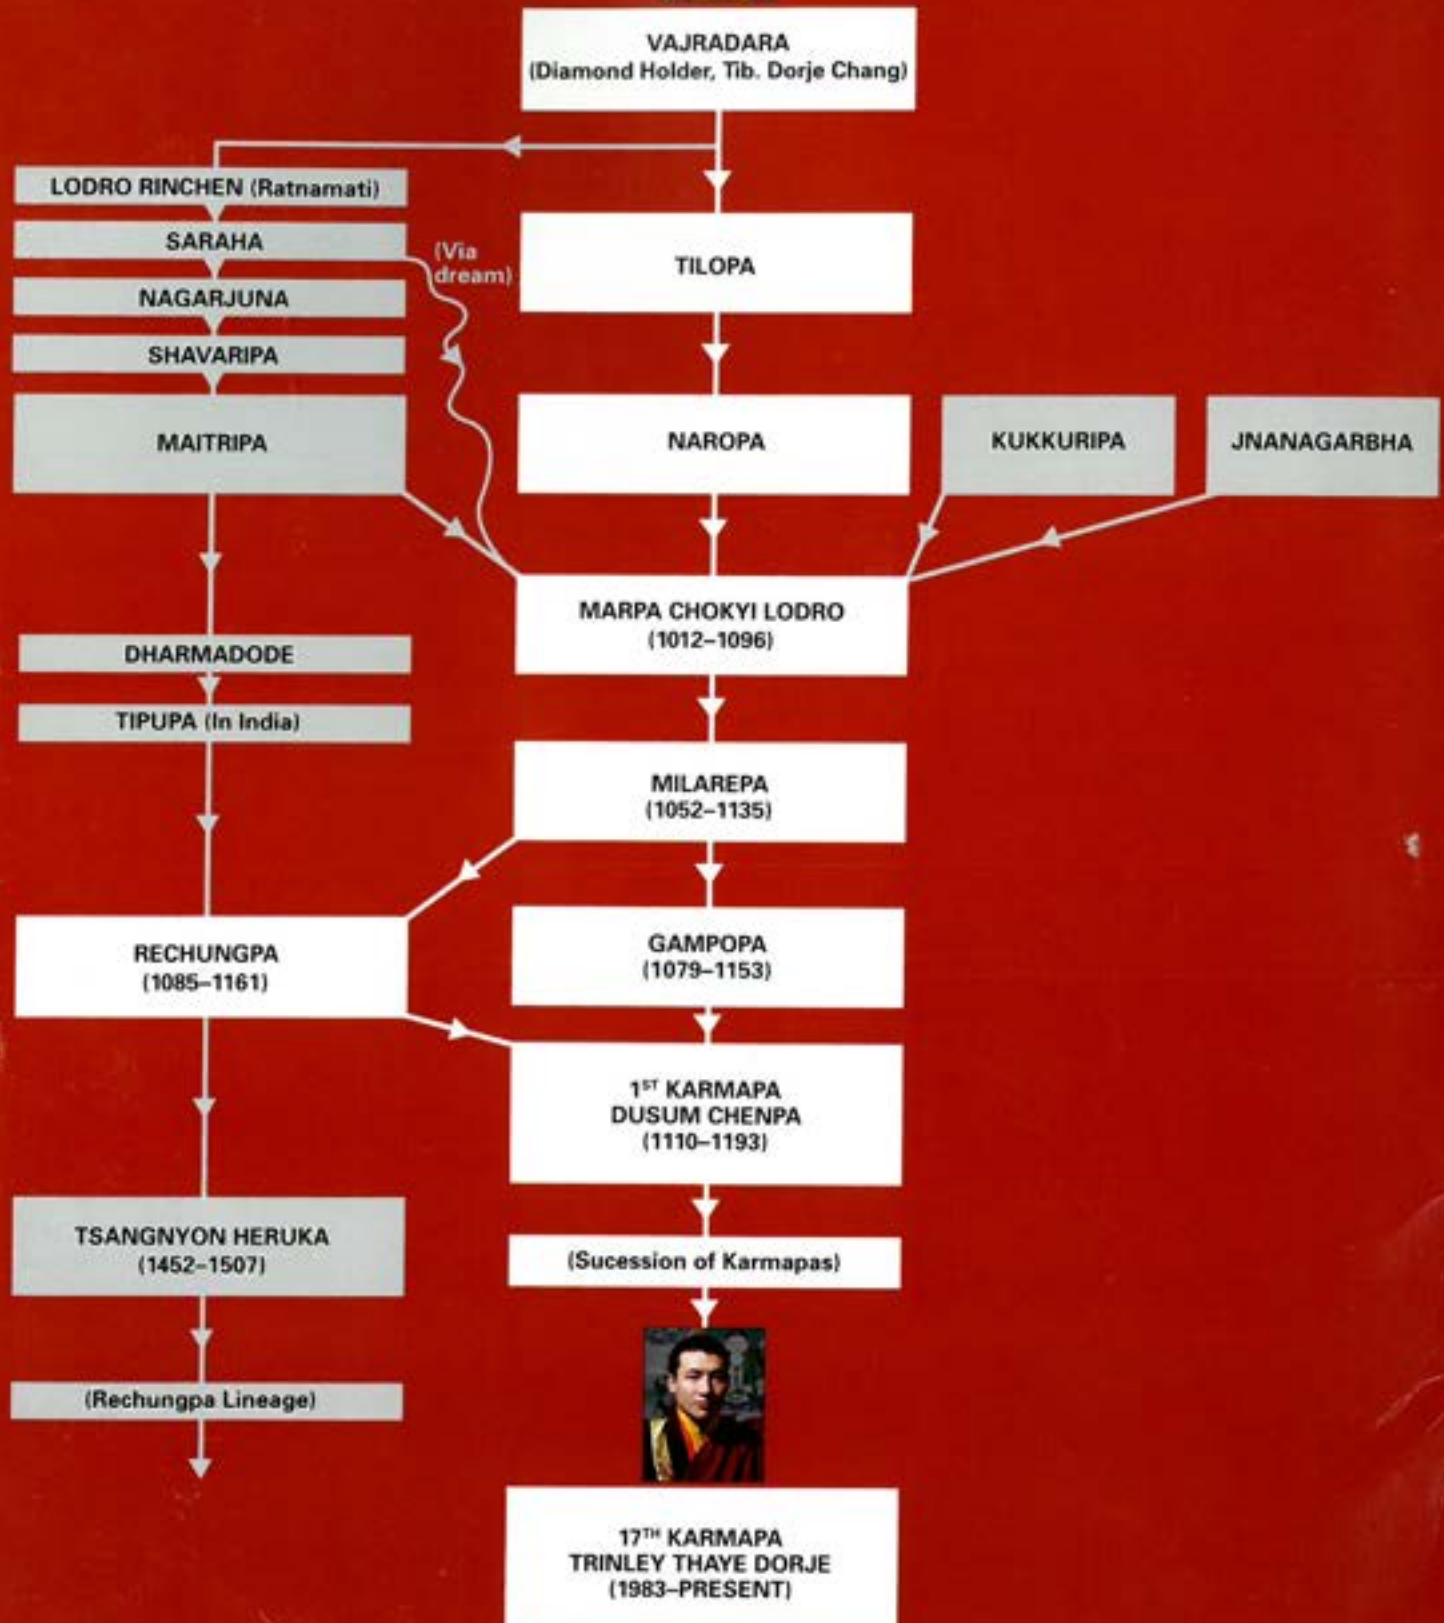 VAJRADARA
(Diamond Holder, Tib. Dorje Chang)
LODRO RINCHEN (Ratnamati)
SARAHA
(Via
dream)
NAGARJUNA
SHAVARIPA
MAITRIPA
TILOPA
NAROPA
KUKKURIPA
JNANAGARBHA
MARPA CHOKYI LODRO
(1012–1096)
DHARMADODE
TIPUPA (In India)
MILAREPA
(1052–1135)
RECHUNGPA
(1085–1161)
GAMPOPA
(1079–1153)
1ST KARMAPA
DUSUM CHENPA
(1110–1193)
TSANGNYON HERUKA
(1452–1507)
(Sucession of Karmapas)
(Rechungpa Lineage)
17TH KARMAPA
TRINLEY THAYE DORJE
(1983–PRESENT)